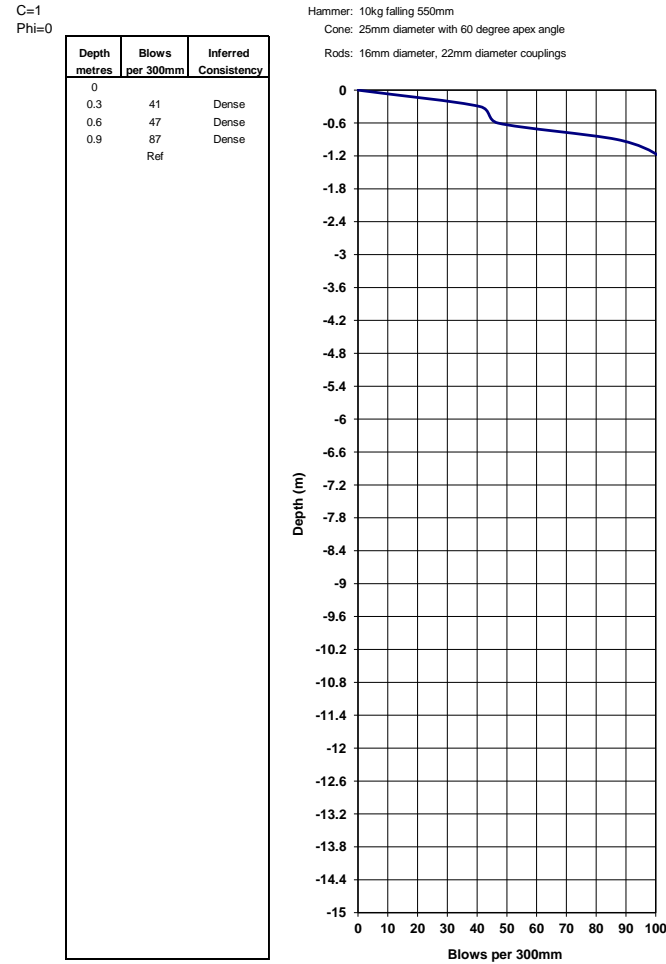 C=1
Phi=0
Hammer: 10kg falling 550mm
Cone: 25mm diameter with 60 degree apex angle
Rods: 16mm diameter, 22mm diameter couplings
Depth Blows Inferred
metres per 300mm Consistency
0
0.3 41 Dense
0.6 47 Dense
0.9 87 Dense
Ref
0
-0.6
-1.2
-1.8
-2.4
-3
-3.6
-4.2
-4.8
-5.4
-6
-6.6
-7.2
-7.8
-8.4
-9
-9.6
-10.2
-10.8
-11.4
-12
-12.6
-13.2
-13.8
-14.4
-15
Depth (m)
0 10 20 30 40 50 60 70 80 90 100
Blows per 300mm